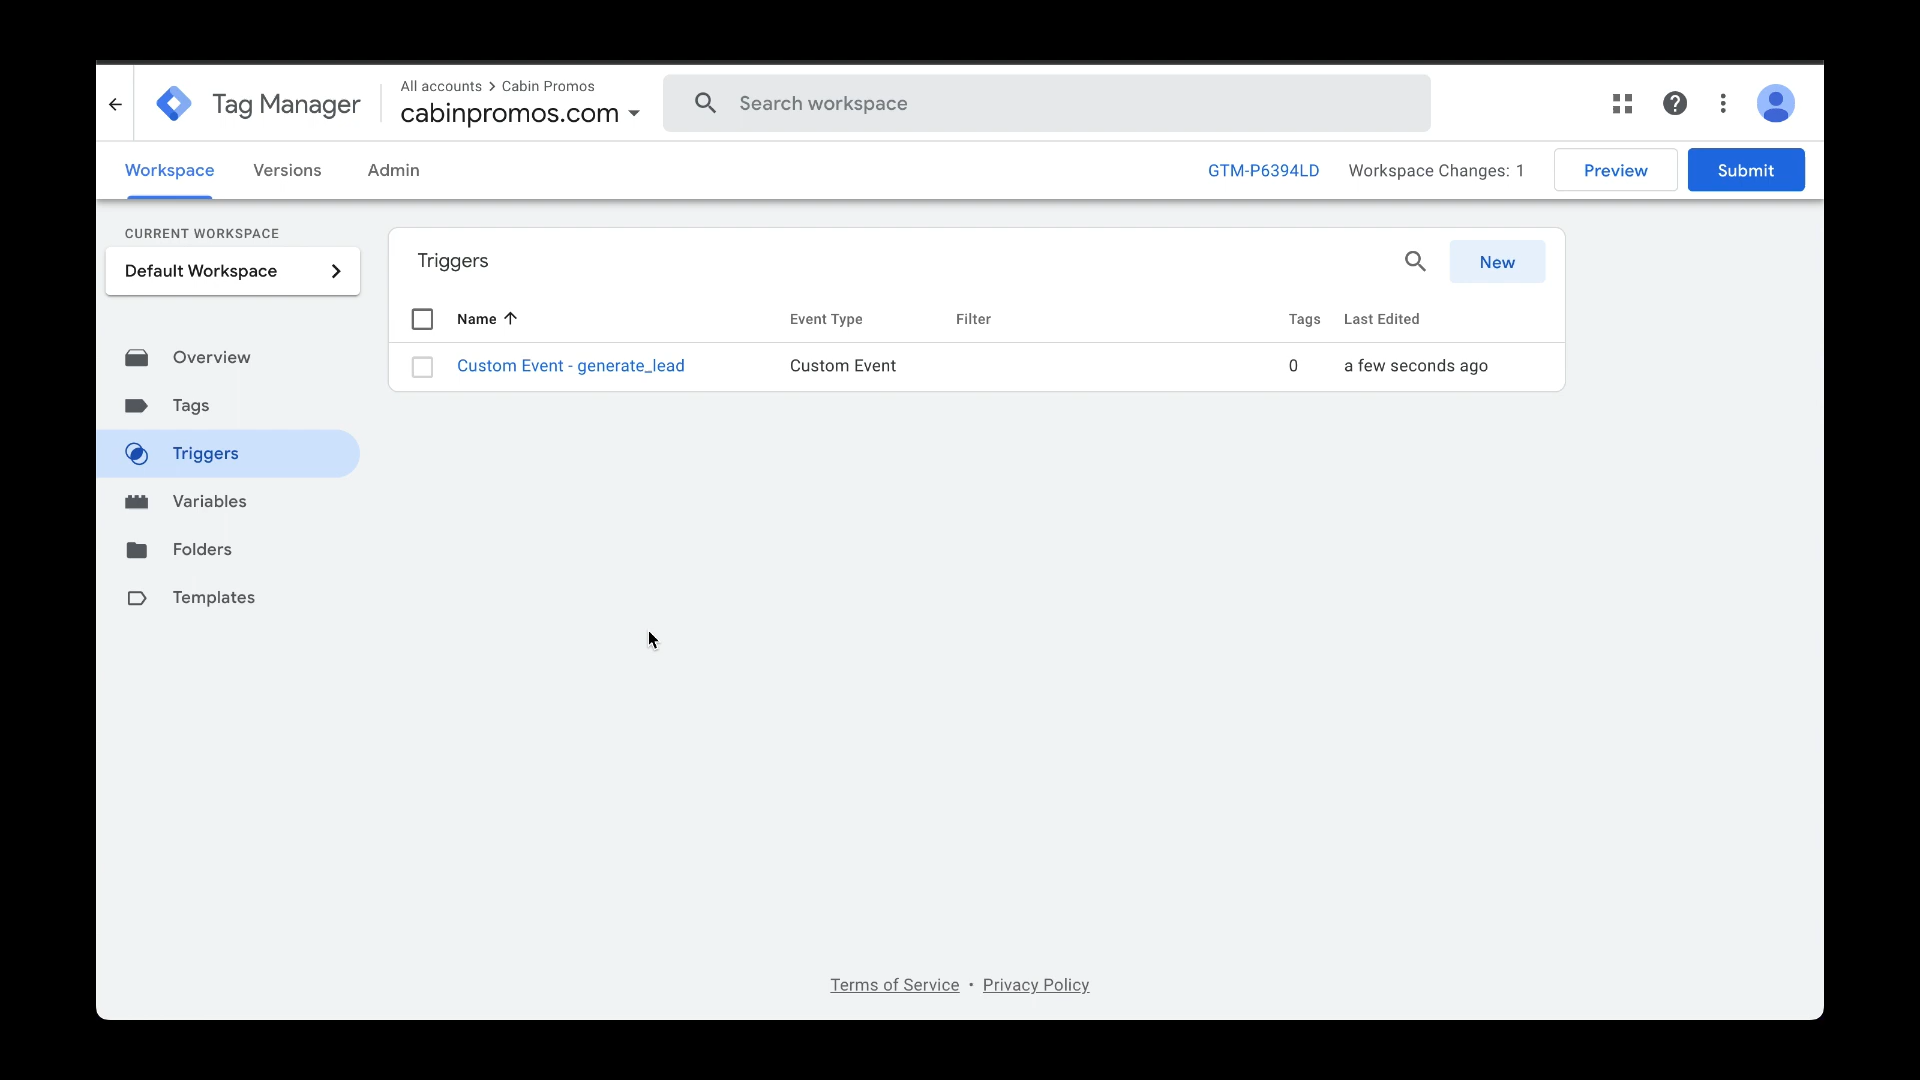 Tag Manager
All accounts > Cabin Promos
cabinpromos.com
Search workspace
Workspace
Versions
Admin
GTM-P6394LD
Workspace Changes: 1
Preview
Submit
CURRENT WORKSPACE
Default Workspace
Overview
Tags
Triggers
Variables
Folders
Templates
Triggers
New
Name
Event Type
Filter
Tags
Last Edited
Custom Event - generate_lead
Custom Event
0
a few seconds ago
Terms of Service • Privacy Policy